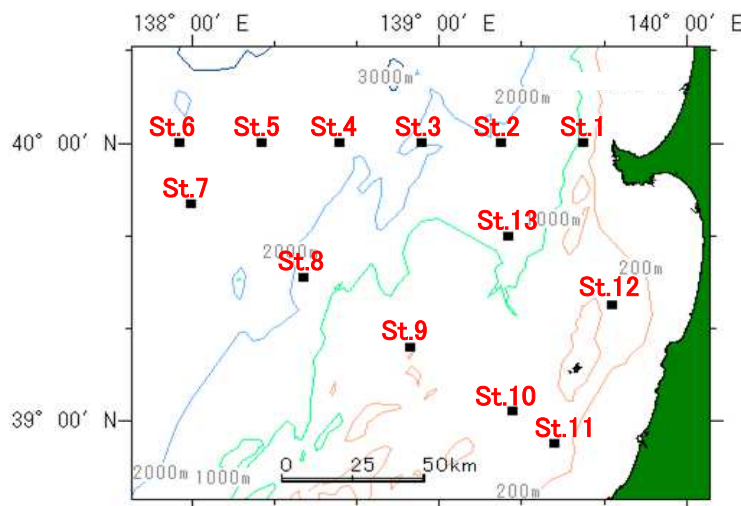 138° 00′ E 139° 00′ E 140° 00′ E
3000m
2000m
40° 00′ N
St.6 St.5 St.4 St.3 St.2 St.1
St.7
St.13
1000m
2000m
St.8
200m
St.12
St.9
St.10
St.11
39° 00′ N
0 25 50km
2000m
1000m
200m